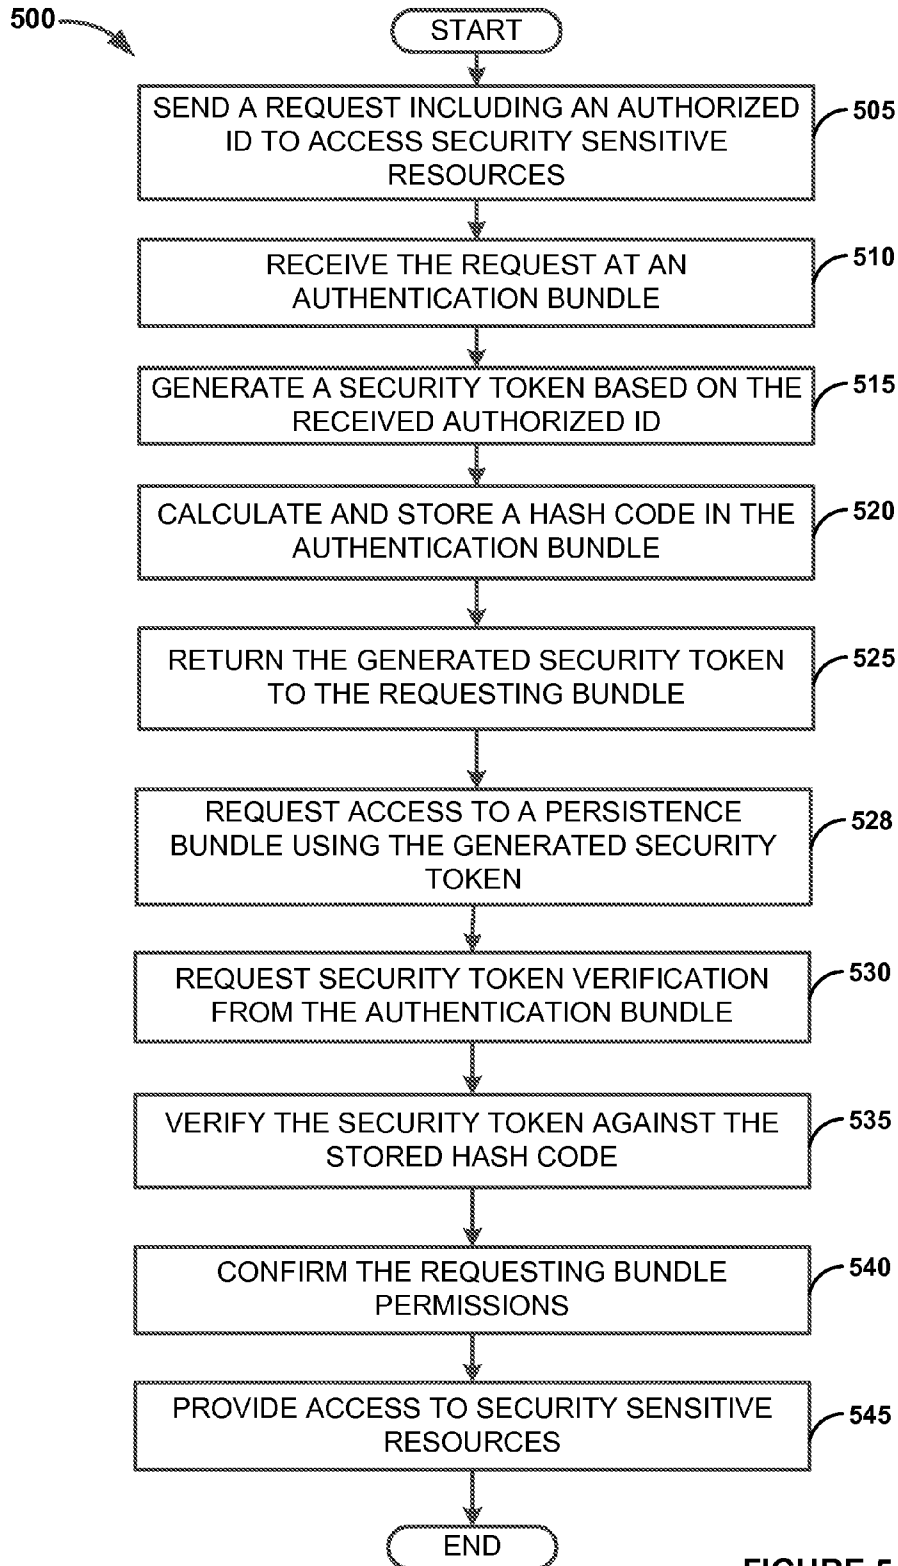 500
START
SEND A REQUEST INCLUDING AN AUTHORIZED
ID TO ACCESS SECURITY SENSITIVE
RESOURCES
505
RECEIVE THE REQUEST AT AN
AUTHENTICATION BUNDLE
510
GENERATE A SECURITY TOKEN BASED ON THE
RECEIVED AUTHORIZED ID
515
CALCULATE AND STORE A HASH CODE IN THE
AUTHENTICATION BUNDLE
520
RETURN THE GENERATED SECURITY TOKEN
TO THE REQUESTING BUNDLE
525
REQUEST ACCESS TO A PERSISTENCE
BUNDLE USING THE GENERATED SECURITY
TOKEN
528
REQUEST SECURITY TOKEN VERIFICATION
FROM THE AUTHENTICATION BUNDLE
530
VERIFY THE SECURITY TOKEN AGAINST THE
STORED HASH CODE
535
CONFIRM THE REQUESTING BUNDLE
PERMISSIONS
540
PROVIDE ACCESS TO SECURITY SENSITIVE
RESOURCES
545
END
FIGURE 5